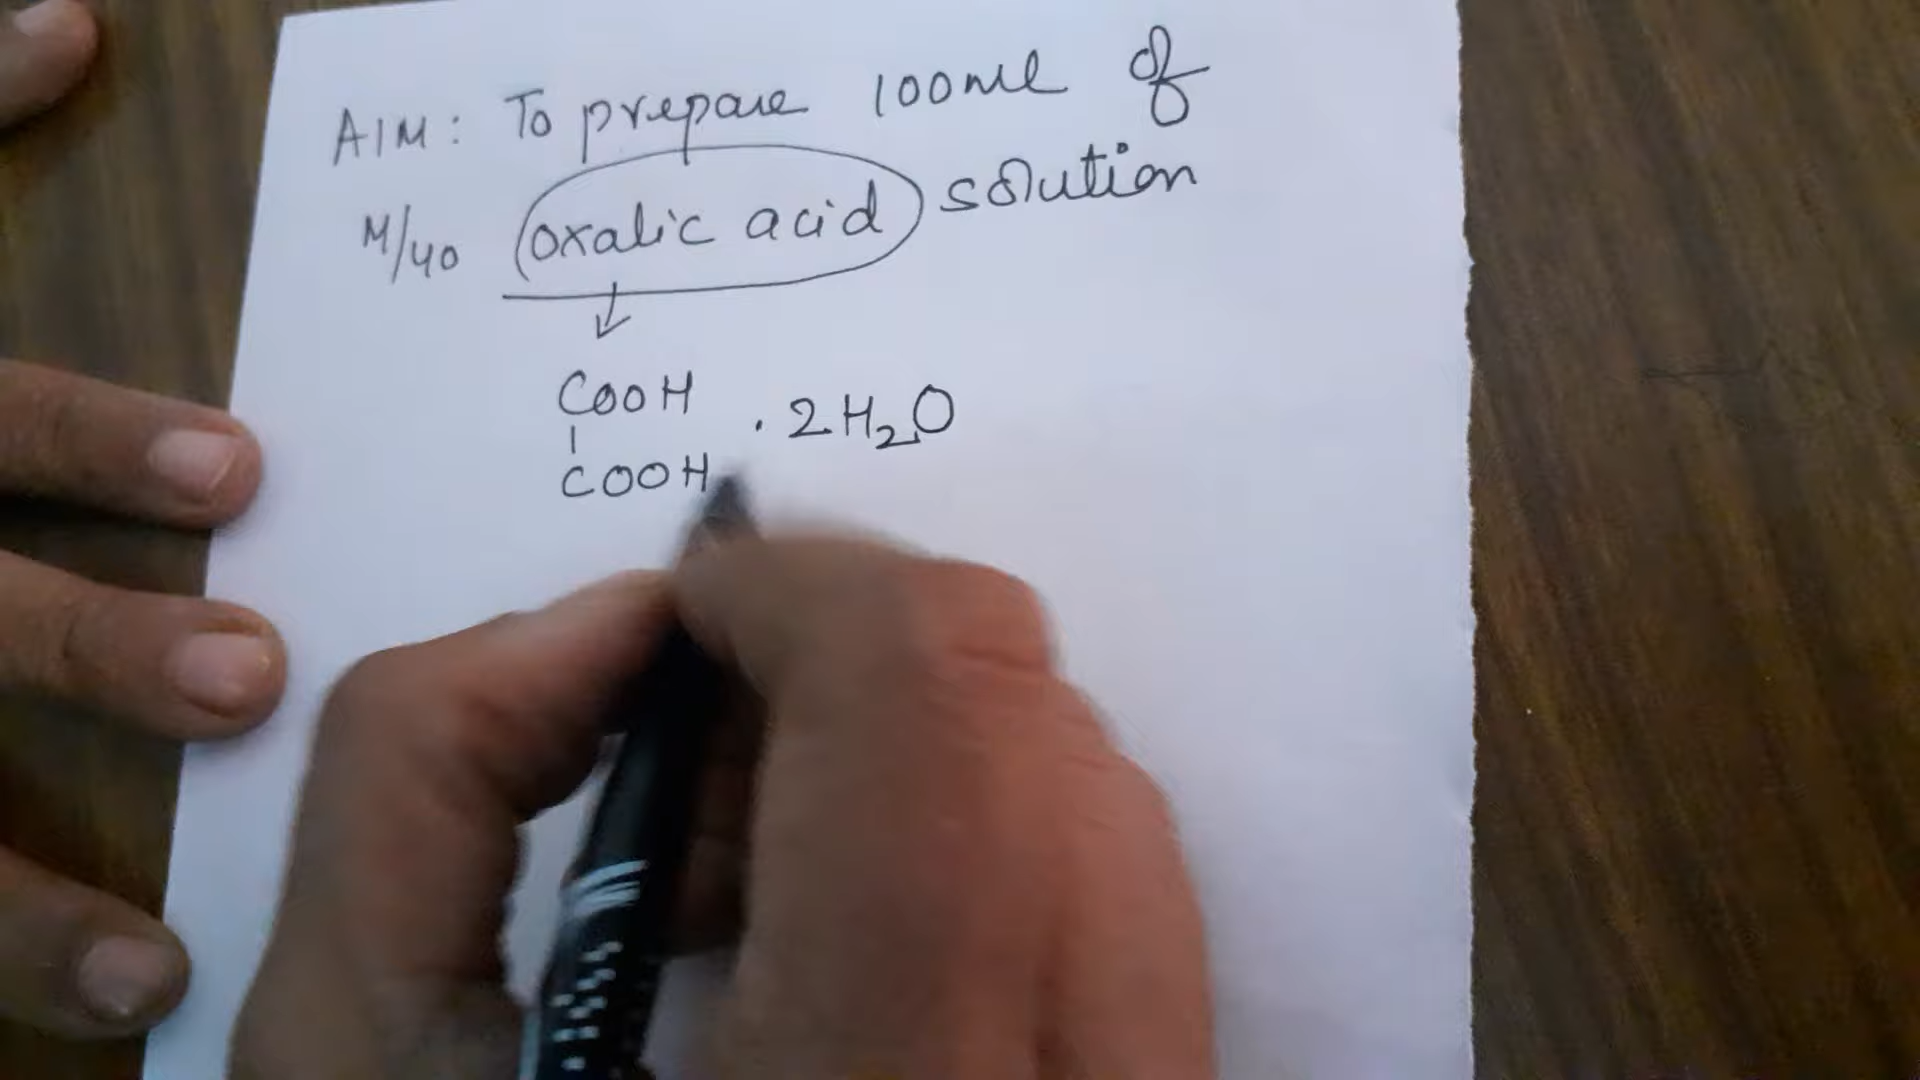 AIM: To prepare 100ml of
M/40 oxalic acid solution
COOH
. 2H₂O
COOH